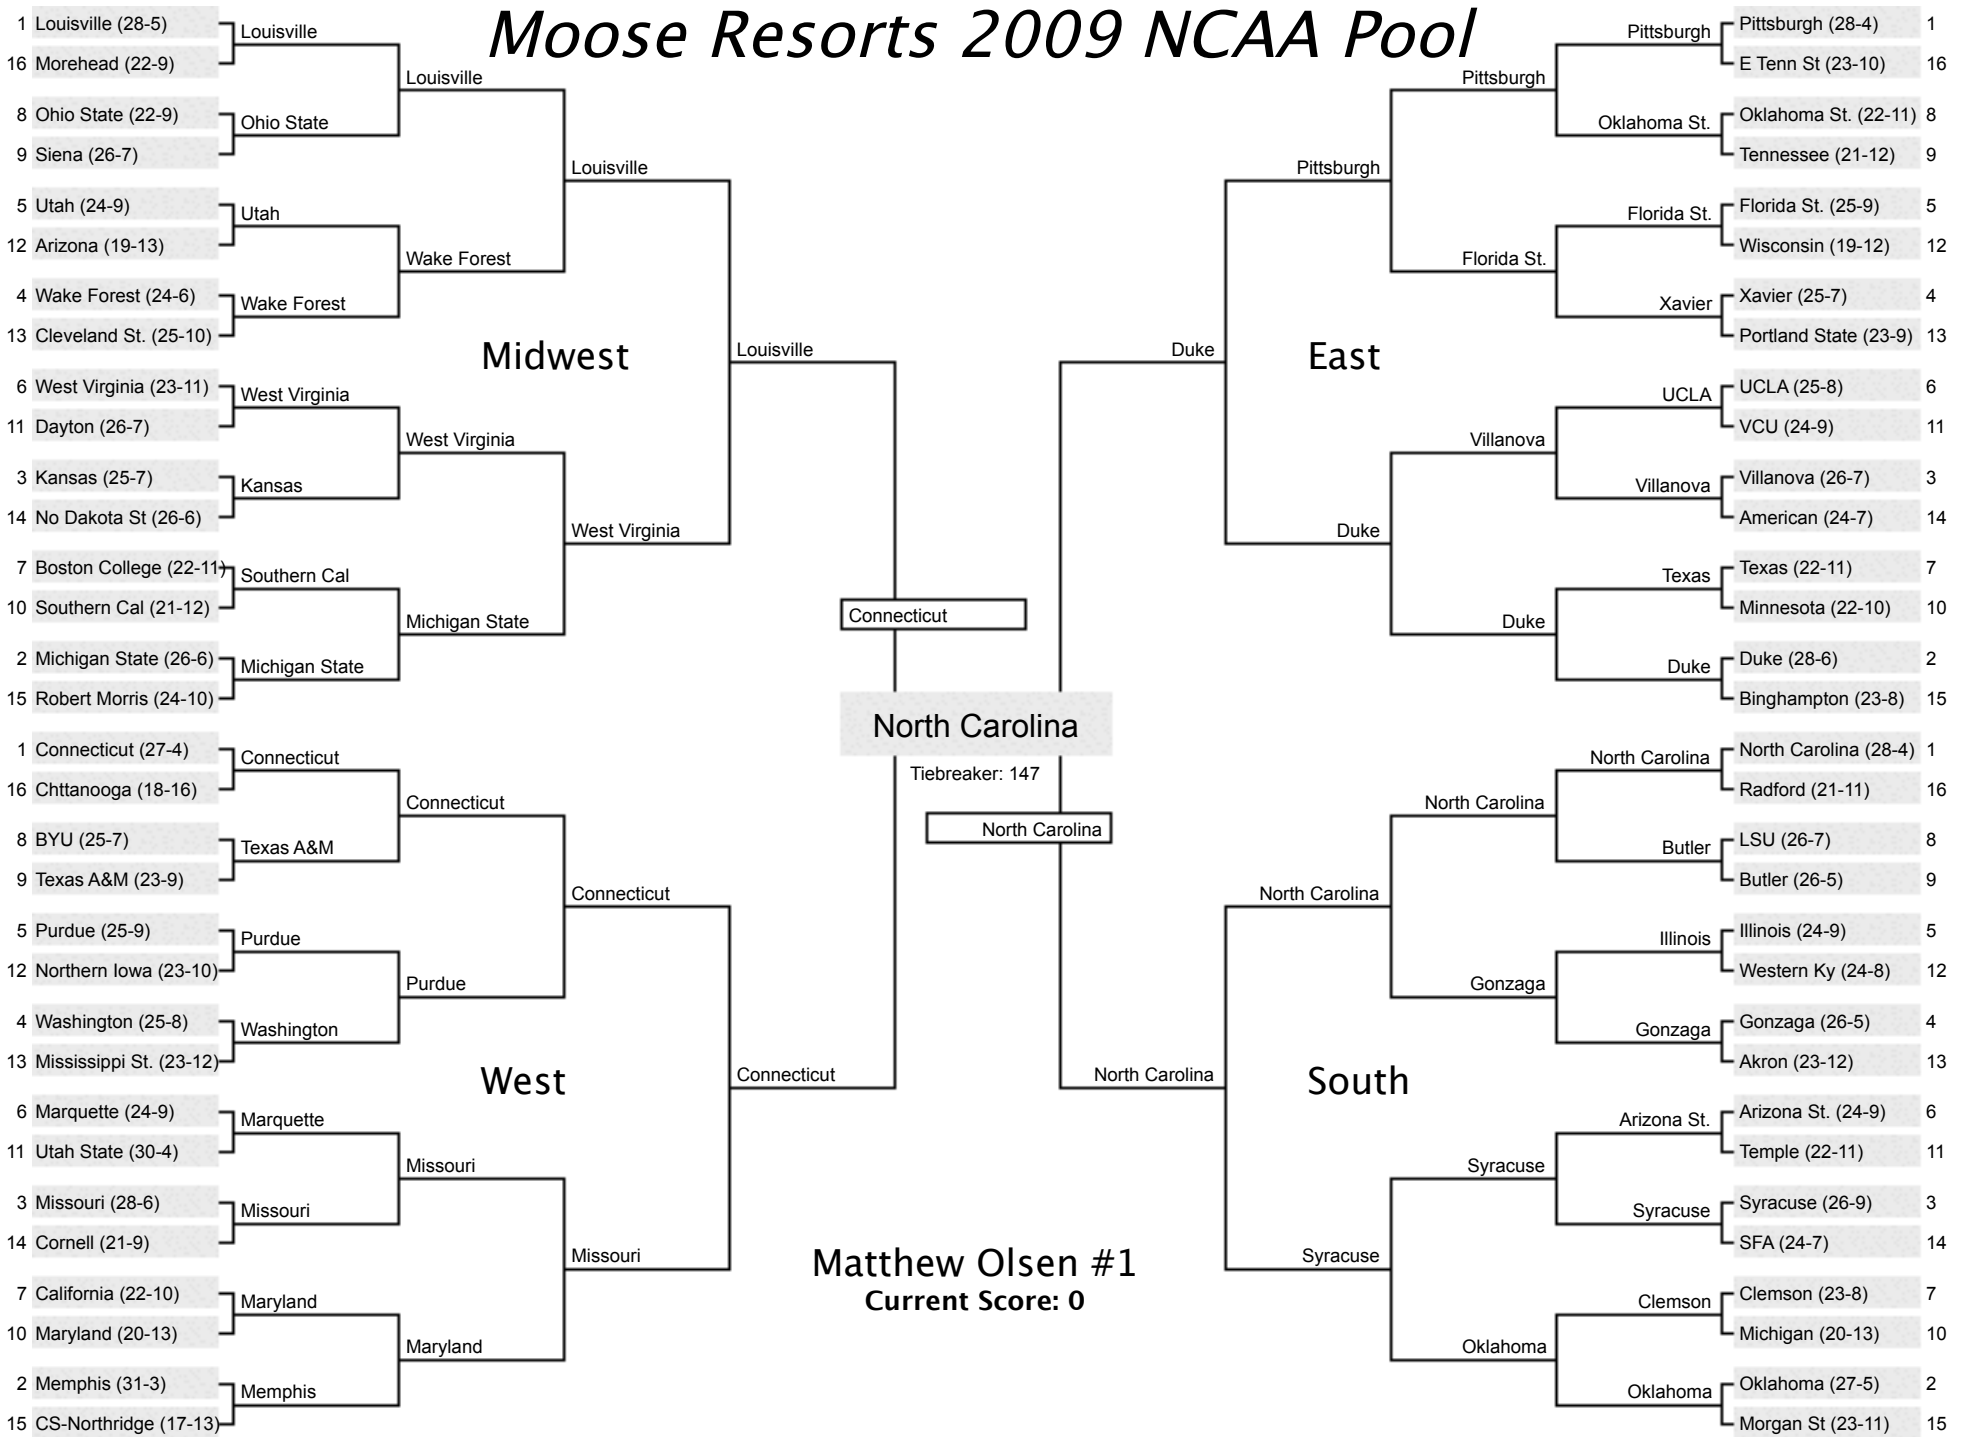 Moose Resorts 2009 NCAA Pool
1 Louisville (28-5)
16 Morehead (22-9)
8 Ohio State (22-9)
9 Siena (26-7)
5 Utah (24-9)
12 Arizona (19-13)
4 Wake Forest (24-6)
13 Cleveland St. (25-10)
6 West Virginia (23-11)
11 Dayton (26-7)
3 Kansas (25-7)
14 No Dakota St (26-6)
7 Boston College (22-11)
10 Southern Cal (21-12)
2 Michigan State (26-6)
15 Robert Morris (24-10)
1 Connecticut (27-4)
16 Chttanooga (18-16)
8 BYU (25-7)
9 Texas A&M (23-9)
5 Purdue (25-9)
12 Northern Iowa (23-10)
4 Washington (25-8)
13 Mississippi St. (23-12)
6 Marquette (24-9)
11 Utah State (30-4)
3 Missouri (28-6)
14 Cornell (21-9)
7 California (22-10)
10 Maryland (20-13)
2 Memphis (31-3)
15 CS-Northridge (17-13)
Louisville
Ohio State
Utah
Wake Forest
West Virginia
Kansas
Southern Cal
Michigan State
Connecticut
Texas A&M
Purdue
Washington
Marquette
Missouri
Maryland
Memphis
Louisville
Wake Forest
West Virginia
Michigan State
Connecticut
Purdue
Missouri
Maryland
Louisville
West Virginia
Connecticut
Missouri
Midwest
West
Louisville
Connecticut
Connecticut
North Carolina
Tiebreaker: 147
North Carolina
Matthew Olsen #1
Current Score: 0
Duke
North Carolina
East
South
Pittsburgh
Duke
North Carolina
Syracuse
Pittsburgh
Florida St.
Villanova
Duke
North Carolina
Gonzaga
Syracuse
Oklahoma
Pittsburgh
Oklahoma St.
Florida St.
Xavier
UCLA
Villanova
Texas
Duke
North Carolina
Butler
Illinois
Gonzaga
Arizona St.
Syracuse
Clemson
Oklahoma
Pittsburgh (28-4) 1
E Tenn St (23-10) 16
Oklahoma St. (22-11) 8
Tennessee (21-12) 9
Florida St. (25-9) 5
Wisconsin (19-12) 12
Xavier (25-7) 4
Portland State (23-9) 13
UCLA (25-8) 6
VCU (24-9) 11
Villanova (26-7) 3
American (24-7) 14
Texas (22-11) 7
Minnesota (22-10) 10
Duke (28-6) 2
Binghampton (23-8) 15
North Carolina (28-4) 1
Radford (21-11) 16
LSU (26-7) 8
Butler (26-5) 9
Illinois (24-9) 5
Western Ky (24-8) 12
Gonzaga (26-5) 4
Akron (23-12) 13
Arizona St. (24-9) 6
Temple (22-11) 11
Syracuse (26-9) 3
SFA (24-7) 14
Clemson (23-8) 7
Michigan (20-13) 10
Oklahoma (27-5) 2
Morgan St (23-11) 15